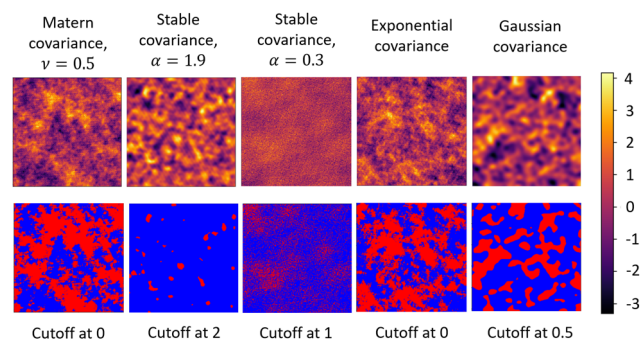 Matern covariance, ν = 0.5
Stable covariance, α = 1.9
Stable covariance, α = 0.3
Exponential covariance
Gaussian covariance
4
3
2
1
0
-1
-2
-3
Cutoff at 0
Cutoff at 2
Cutoff at 1
Cutoff at 0
Cutoff at 0.5